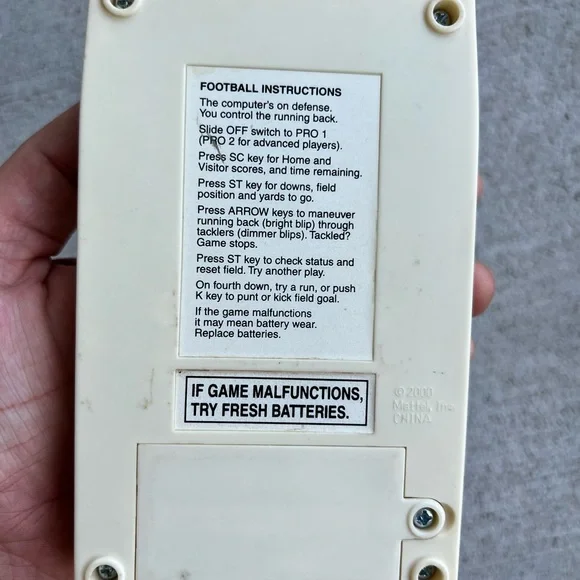 FOOTBALL INSTRUCTIONS
The computer's on defense.
You control the running back.
Slide OFF switch to PRO 1
(PRO 2 for advanced players).
Press SC key for Home and
Visitor scores, and time remaining.
Press ST key for downs, field
position and yards to go.
Press ARROW keys to maneuver
running back (bright blip) through
tacklers (dimmer blips). Tackled?
Game stops.
Press ST key to check status and
reset field. Try another play.
On fourth down, try a run, or push
K key to punt or kick field goal.
If the game malfunctions
it may mean battery wear.
Replace batteries.
IF GAME MALFUNCTIONS,
TRY FRESH BATTERIES.
© 2000
Mattel, Inc.
CHINA